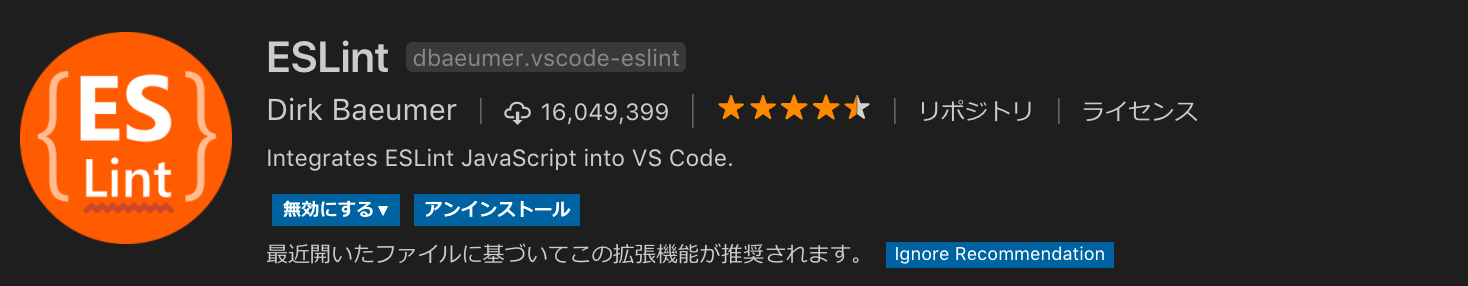 {ES}
Lint
ESLint dbaeumer.vscode-eslint
Dirk Baeumer | 16,049,399 | リポジトリ | ライセンス
Integrates ESLint JavaScript into VS Code.
無効にする▼ アンインストール
最近開いたファイルに基づいてこの拡張機能が推奨されます。 Ignore Recommendation